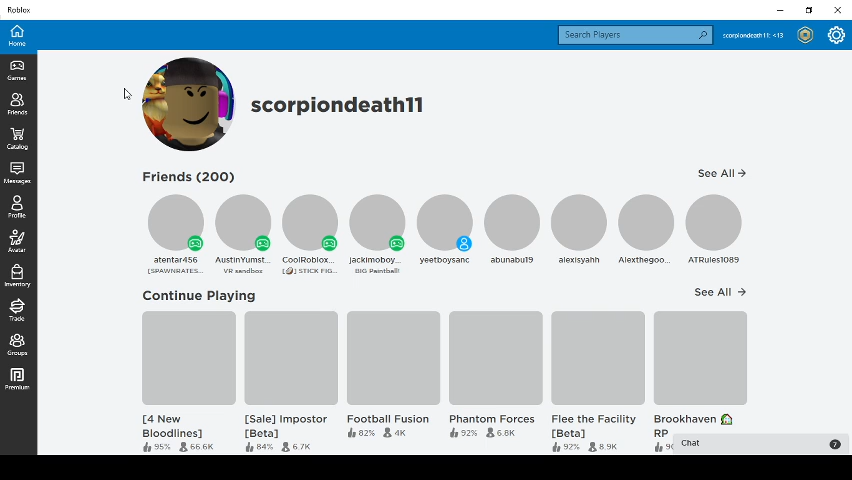 Roblox
Home
Search Players
scorpiondeath11: <13
Games
Friends
Catalog
Messages
Profile
Avatar
Inventory
Trade
Groups
Premium
scorpiondeath11
Friends (200)
See All →
atentar456
AustinYumst...
CoolRoblox...
jackimoboy...
yeetboysanc
abunabu19
alexisyahh
Alexthegoo...
ATRules1089
[SPAWNRATES...
VR sandbox
[🥥] STICK FIG...
BIG Paintball!
Continue Playing
See All →
[4 New
Bloodlines]
95% 66.6K
[Sale] Impostor
[Beta]
84% 6.7K
Football Fusion
82% 4K
Phantom Forces
92% 6.8K
Flee the Facility
[Beta]
92% 8.9K
Brookhaven 🏡
RP
Chat
7